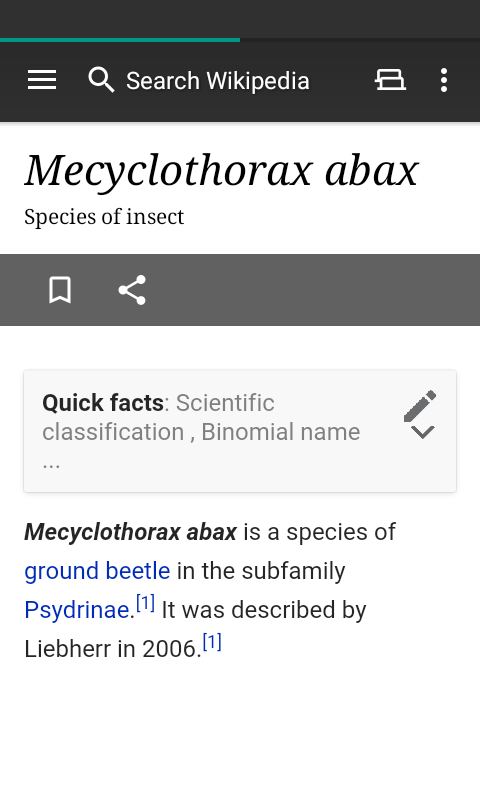 Search Wikipedia
Mecyclothorax abax
Species of insect
Quick facts: Scientific
classification , Binomial name
...
Mecyclothorax abax is a species of
ground beetle in the subfamily
Psydrinae.[1] It was described by
Liebherr in 2006.[1]